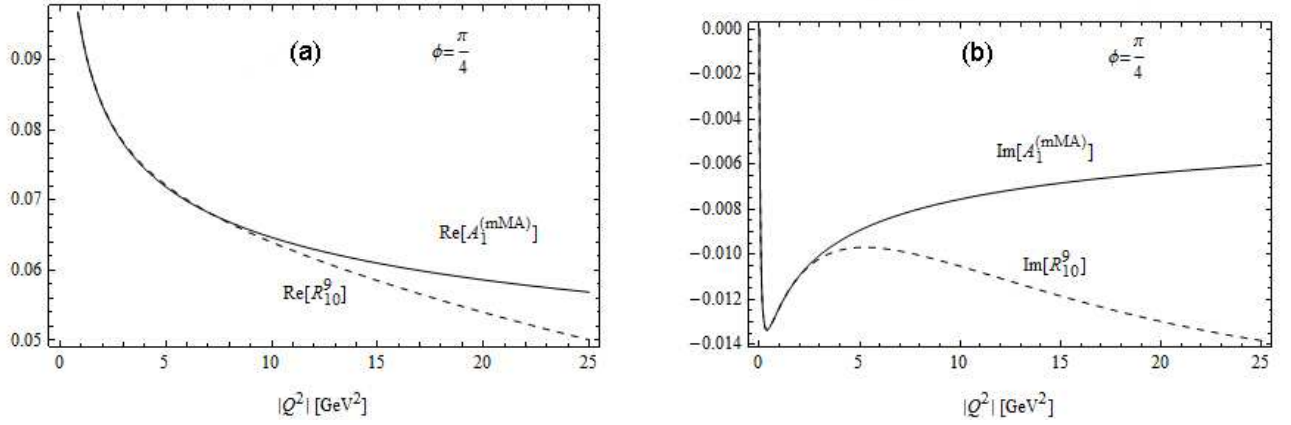 (a)
ϕ=π/4
0.09
0.08
0.07
0.06
0.05
Re[A₁^(mMA)]
Re[R₁₀⁹]
0 5 10 15 20 25
|Q²| [GeV²]
(b)
ϕ=π/4
0.000
−0.002
−0.004
−0.006
−0.008
−0.010
−0.012
−0.014
Im[A₁^(mMA)]
Im[R₁₀⁹]
0 5 10 15 20 25
|Q²| [GeV²]